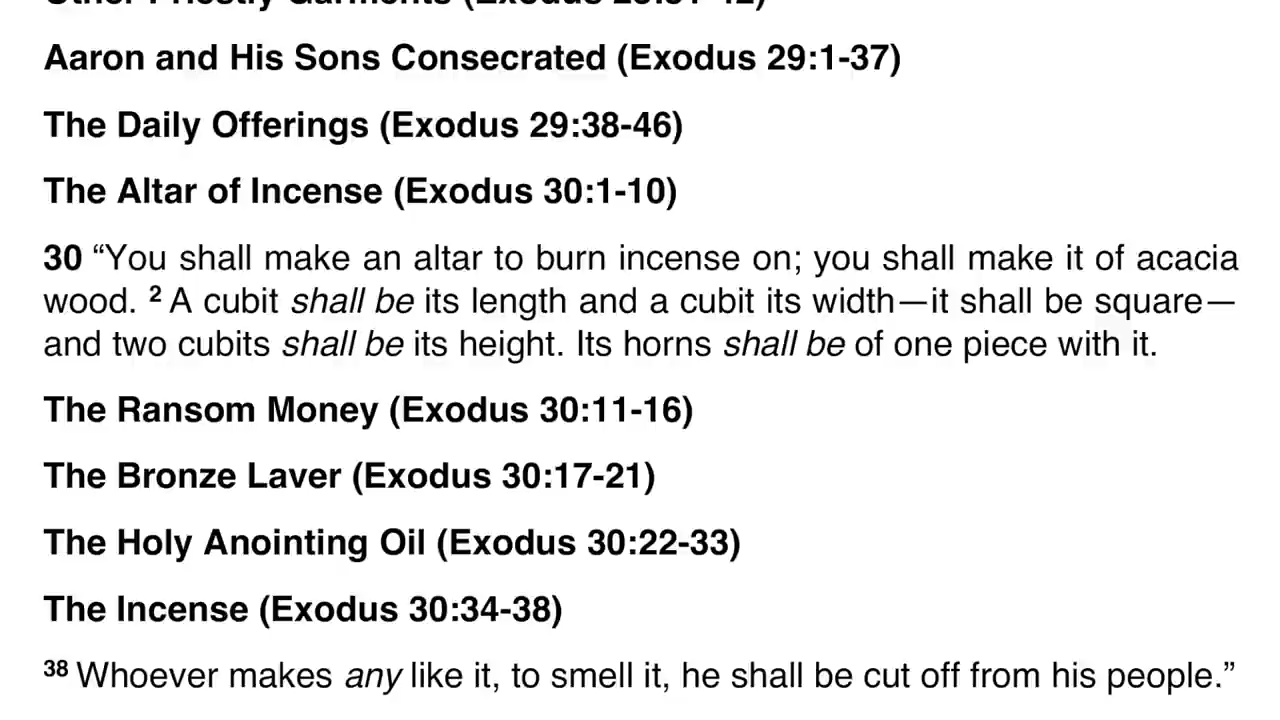 Other Priestly Garments (Exodus
Aaron and His Sons Consecrated (Exodus 29:1-37)
The Daily Offerings (Exodus 29:38-46)
The Altar of Incense (Exodus 30:1-10)
30 “You shall make an altar to burn incense on; you shall make it of acacia
wood. 2 A cubit shall be its length and a cubit its width—it shall be square—
and two cubits shall be its height. Its horns shall be of one piece with it.
The Ransom Money (Exodus 30:11-16)
The Bronze Laver (Exodus 30:17-21)
The Holy Anointing Oil (Exodus 30:22-33)
The Incense (Exodus 30:34-38)
38 Whoever makes any like it, to smell it, he shall be cut off from his people.”